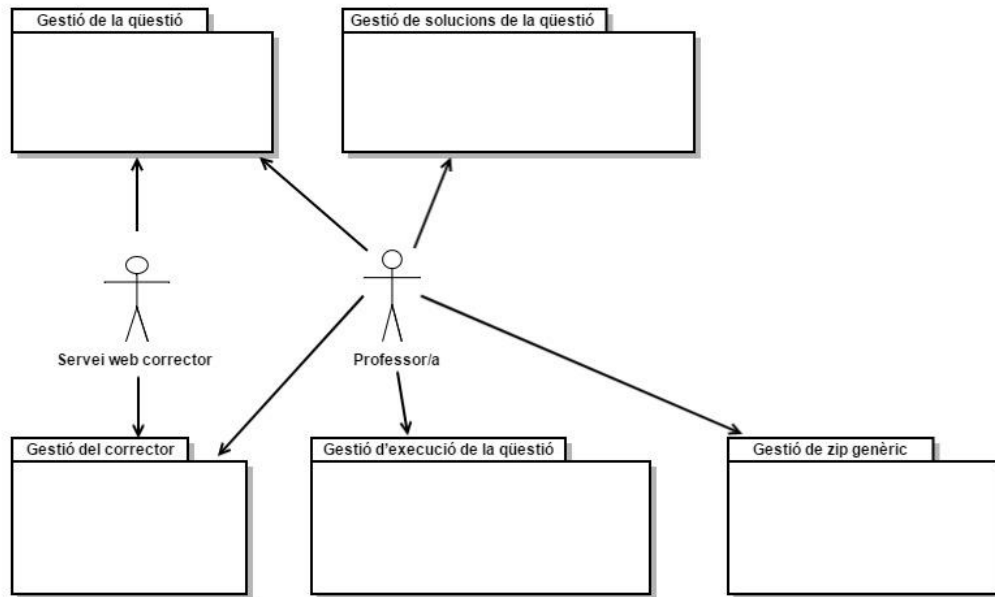 Gestió de la qüestió
Gestió de solucions de la qüestió
Servei web corrector
Professor/a
Gestió del corrector
Gestió d'execució de la qüestió
Gestió de zip genèric